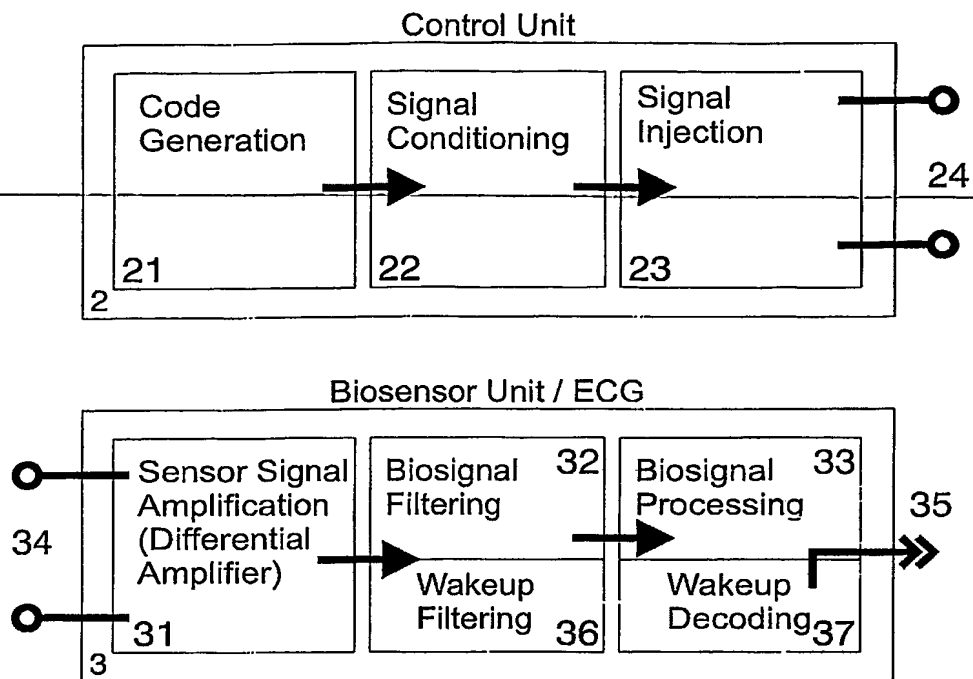 Control Unit
Code
Generation
21
Signal
Conditioning
22
Signal
Injection
23
24
2
Biosensor Unit / ECG
34
Sensor Signal
Amplification
(Differential
Amplifier)
31
Biosignal
Filtering
32
Wakeup
Filtering
36
Biosignal
Processing
33
Wakeup
Decoding
37
35
3